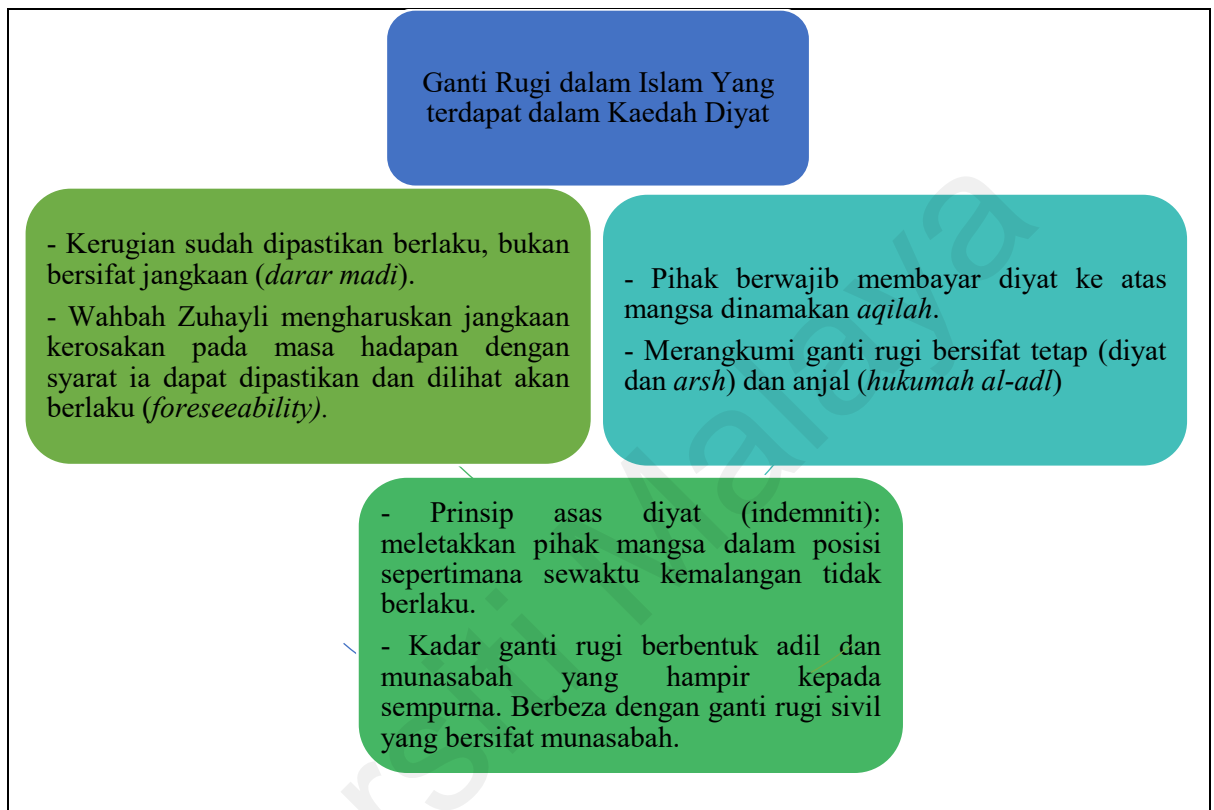 Ganti Rugi dalam Islam Yang
terdapat dalam Kaedah Diyat
- Kerugian sudah dipastikan berlaku, bukan
bersifat jangkaan (darar madi).
- Wahbah Zuhayli mengharuskan jangkaan
kerosakan pada masa hadapan dengan
syarat ia dapat dipastikan dan dilihat akan
berlaku (foreseeability).
- Pihak berwajib membayar diyat ke atas
mangsa dinamakan aqilah.
- Merangkumi ganti rugi bersifat tetap (diyat
dan arsh) dan anjal (hukumah al-adl)
- Prinsip asas diyat (indemniti):
meletakkan pihak mangsa dalam posisi
sepertimana sewaktu kemalangan tidak
berlaku.
- Kadar ganti rugi berbentuk adil dan
munasabah yang hampir kepada
sempurna. Berbeza dengan ganti rugi sivil
yang bersifat munasabah.
rsiti Malaya